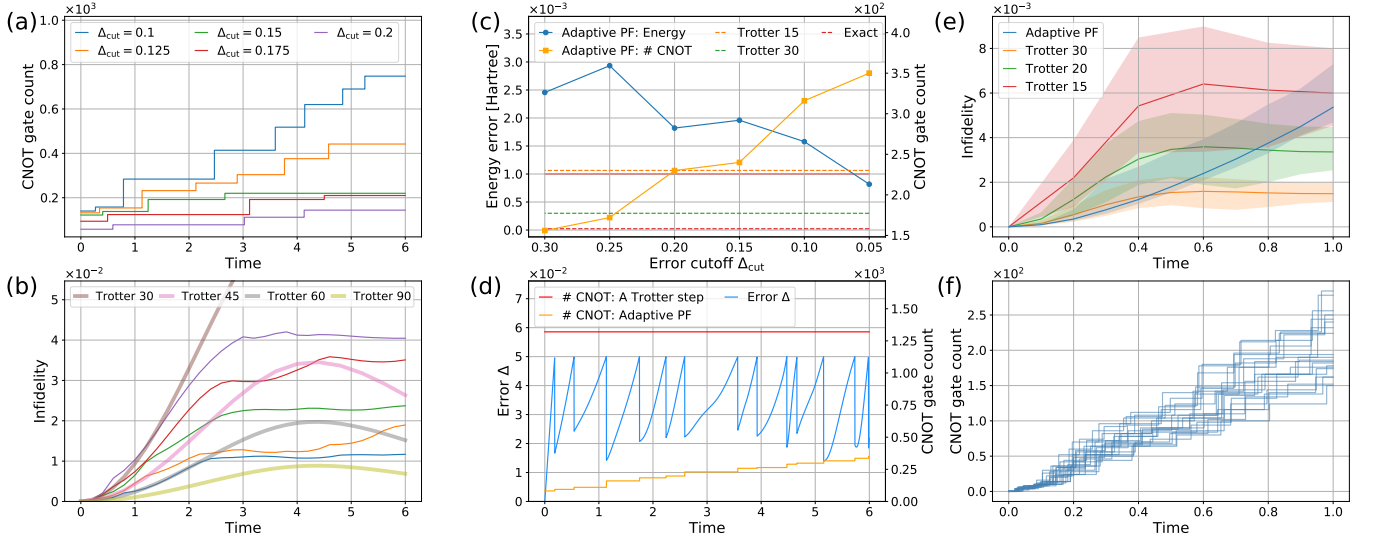 (a)
×10³
CNOT gate count
1.0
0.8
0.6
0.4
0.2
Δcut = 0.1
Δcut = 0.125
Δcut = 0.15
Δcut = 0.175
Δcut = 0.2
0 1 2 3 4 5 6
Time
(b)
×10⁻²
Infidelity
5
4
3
2
1
0
Trotter 30
Trotter 45
Trotter 60
Trotter 90
0 1 2 3 4 5 6
Time
(c)
×10⁻³
×10²
Energy error [Hartree]
3.5
3.0
2.5
2.0
1.5
1.0
0.5
0.0
Adaptive PF: Energy
Adaptive PF: # CNOT
Trotter 15
Trotter 30
Exact
4.0
3.5
3.0
2.5
2.0
1.5
CNOT gate count
0.30 0.25 0.20 0.15 0.10 0.05
Error cutoff Δcut
(d)
×10⁻²
×10³
Error Δ
7
6
5
4
3
2
1
0
# CNOT: A Trotter step
# CNOT: Adaptive PF
Error Δ
1.50
1.25
1.00
0.75
0.50
0.25
0.00
CNOT gate count
0 1 2 3 4 5 6
Time
(e)
×10⁻³
Infidelity
8
6
4
2
0
Adaptive PF
Trotter 30
Trotter 20
Trotter 15
0.0 0.2 0.4 0.6 0.8 1.0
Time
(f)
×10²
CNOT gate count
2.5
2.0
1.5
1.0
0.5
0.0
0.0 0.2 0.4 0.6 0.8 1.0
Time